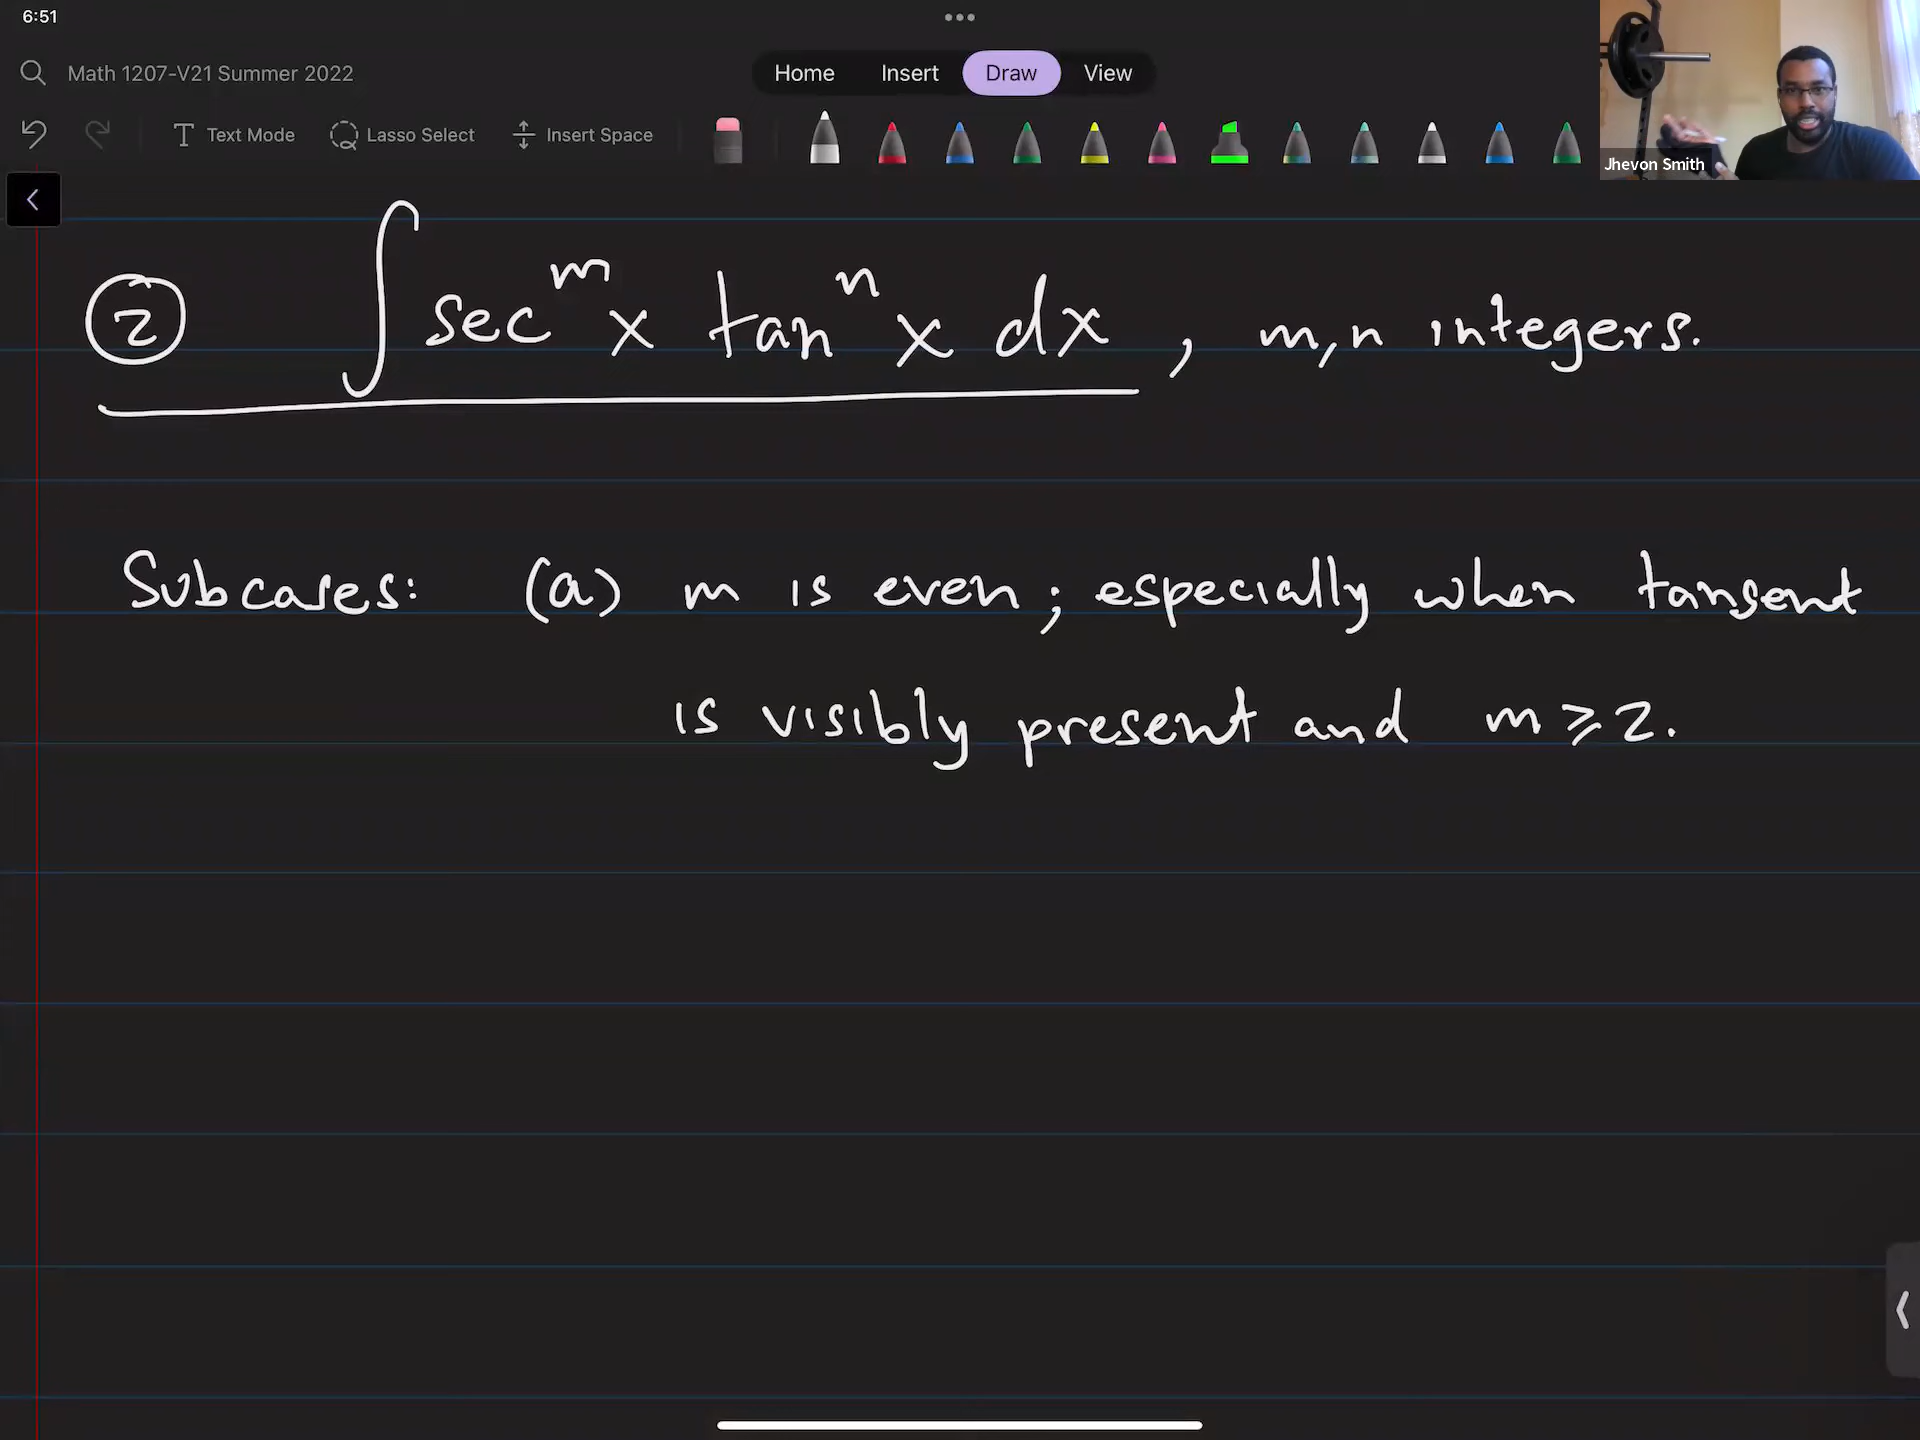 6:51
Math 1207-V21 Summer 2022
Home Insert Draw View
Text Mode Lasso Select Insert Space
Jhevon Smith
② ∫ sec^m x tan^n x dx , m,n integers.
Subcases: (a) m is even; especially when tangent
is visibly present and m ⩾ 2.